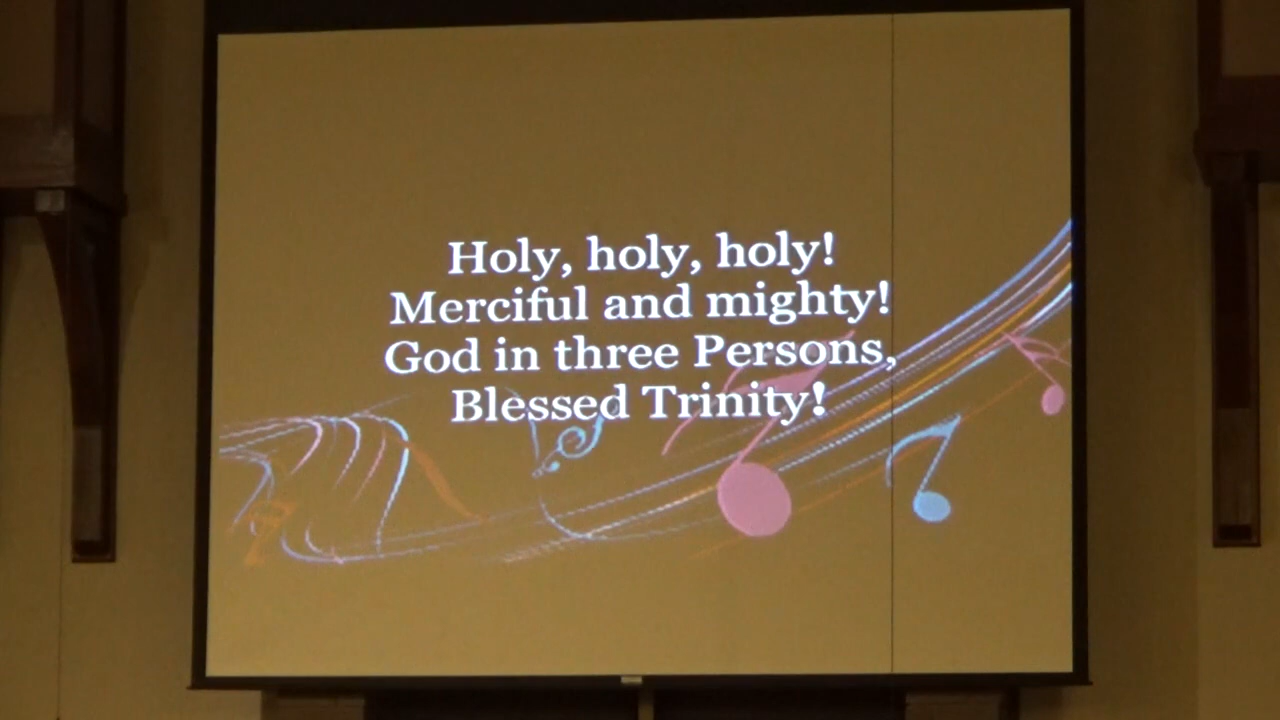 Holy, holy, holy!
Merciful and mighty!
God in three Persons,
Blessed Trinity!